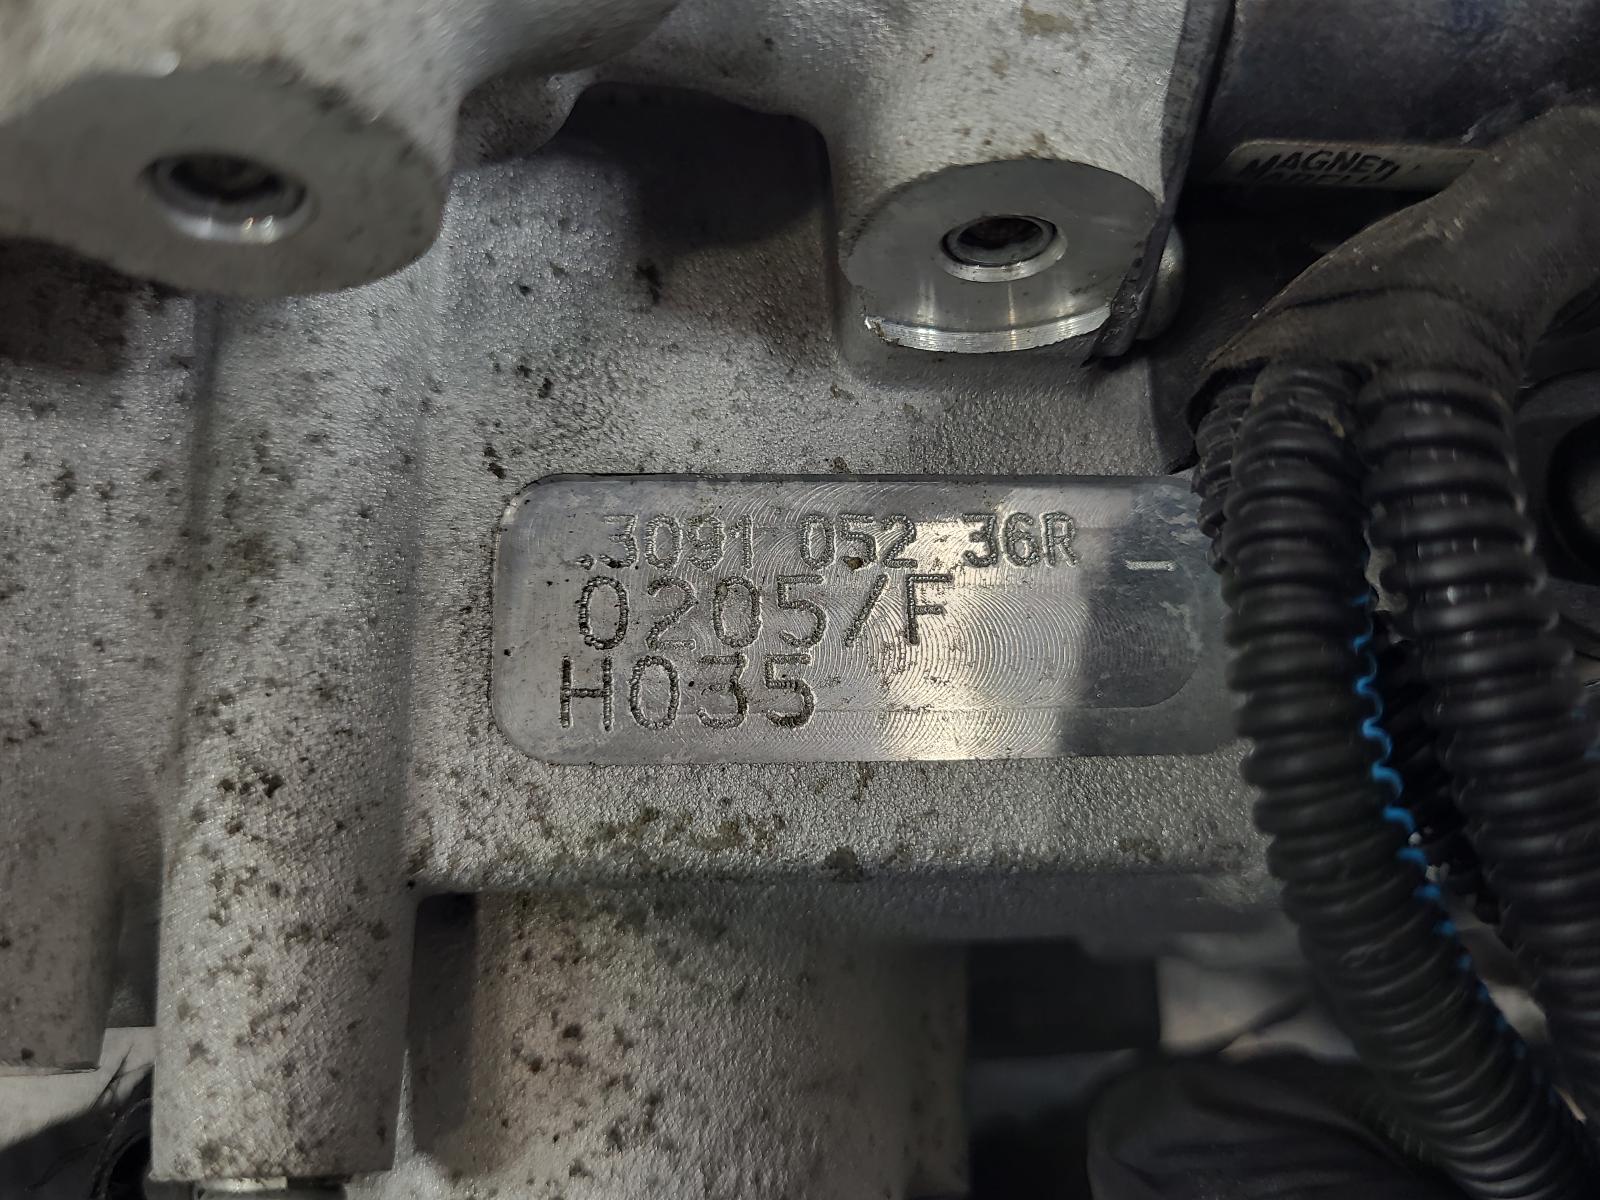 MAGNETI
.3091 052 36R _
0205/F
H035